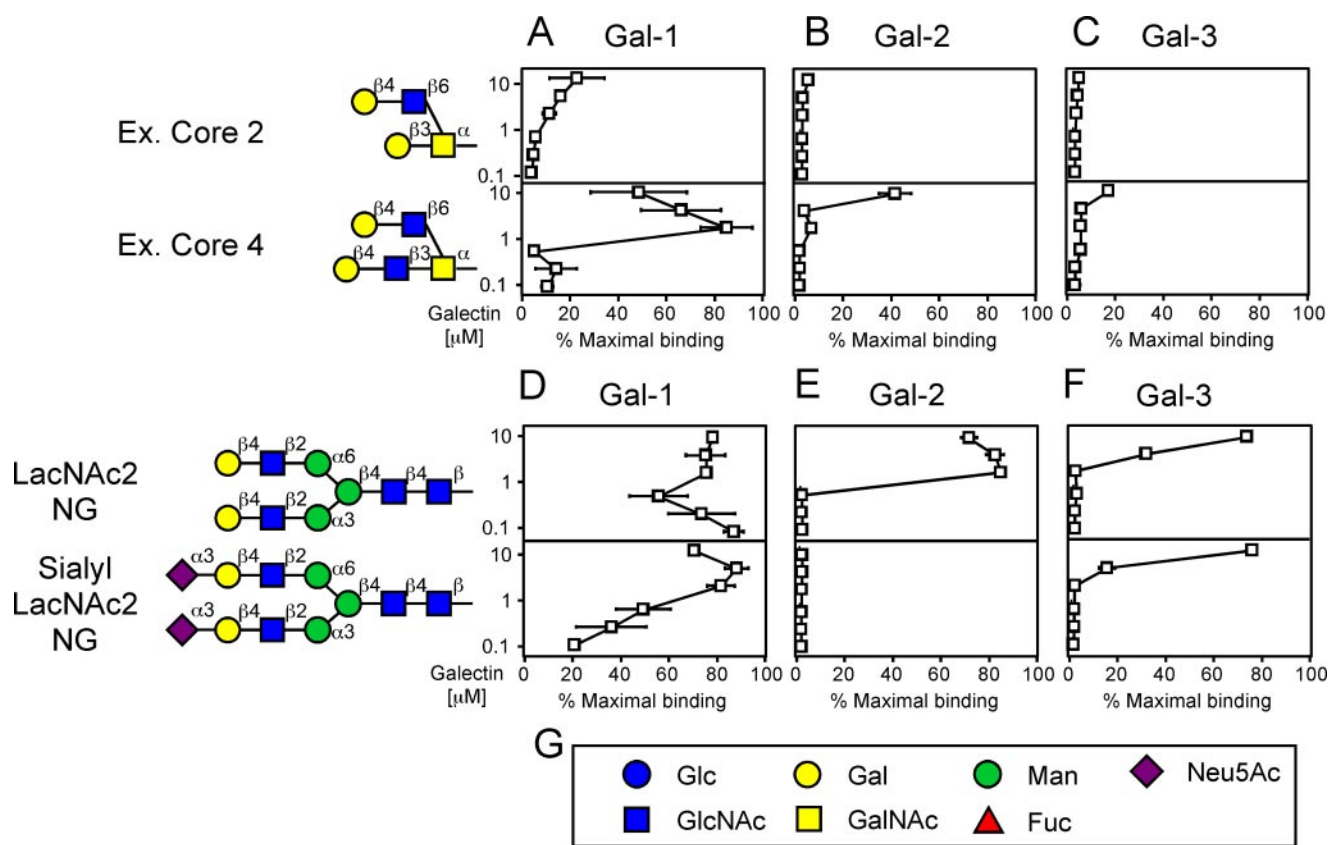 A Gal-1 B Gal-2 C Gal-3
β4 β6
Ex. Core 2
β3 α
10
1
0.1
β4 β6
Ex. Core 4
β4 β3 α
10
1
0.1
Galectin
[μM]
0 20 40 60 80 100 0 20 40 60 80 100 0 20 40 60 80 100
% Maximal binding % Maximal binding % Maximal binding
D Gal-1 E Gal-2 F Gal-3
LacNAc2
NG
β4 β2 α6
β4 β4 β
β4 β2 α3
10
1
0.1
Sialyl
LacNAc2
NG
α3 β4 β2 α6
β4 β4 β
α3 β4 β2 α3
10
1
0.1
Galectin
[μM]
0 20 40 60 80 100 0 20 40 60 80 100 0 20 40 60 80 100
% Maximal binding % Maximal binding % Maximal binding
G
Glc Gal Man Neu5Ac
GlcNAc GalNAc Fuc